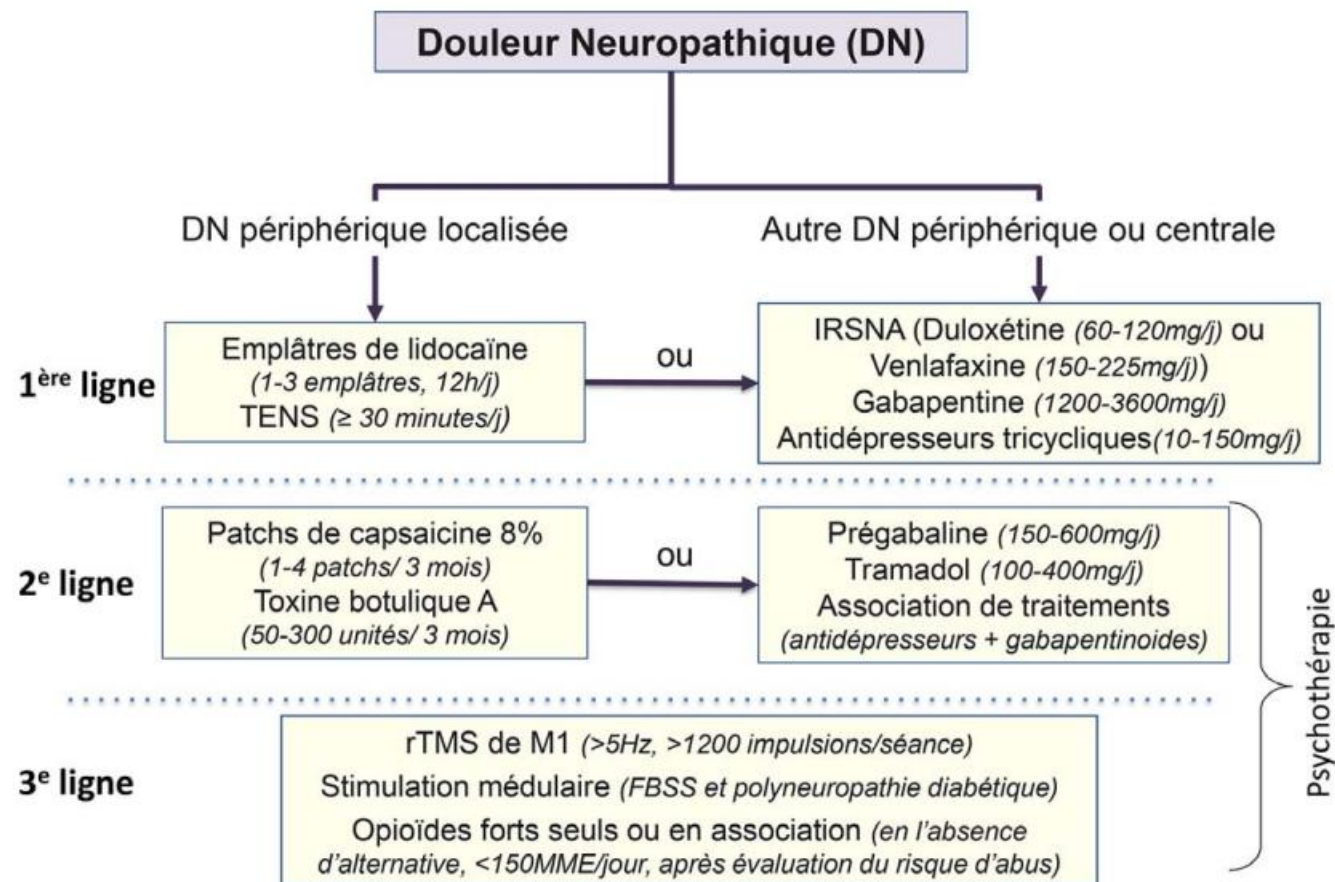 Douleur Neuropathique (DN)
DN périphérique localisée
Autre DN périphérique ou centrale
1ère ligne
Emplâtres de lidocaïne
(1-3 emplâtres, 12h/j)
TENS (≥ 30 minutes/j)
ou
IRSNA (Duloxétine (60-120mg/j) ou
Venlafaxine (150-225mg/j))
Gabapentine (1200-3600mg/j)
Antidépresseurs tricycliques(10-150mg/j)
2e ligne
Patchs de capsaicine 8%
(1-4 patchs/ 3 mois)
Toxine botulique A
(50-300 unités/ 3 mois)
ou
Prégabaline (150-600mg/j)
Tramadol (100-400mg/j)
Association de traitements
(antidépresseurs + gabapentinoides)
3e ligne
rTMS de M1 (>5Hz, >1200 impulsions/séance)
Stimulation médulaire (FBSS et polyneuropathie diabétique)
Opioïdes forts seuls ou en association (en l'absence
d'alternative, <150MME/jour, après évaluation du risque d'abus)
Psychothérapie